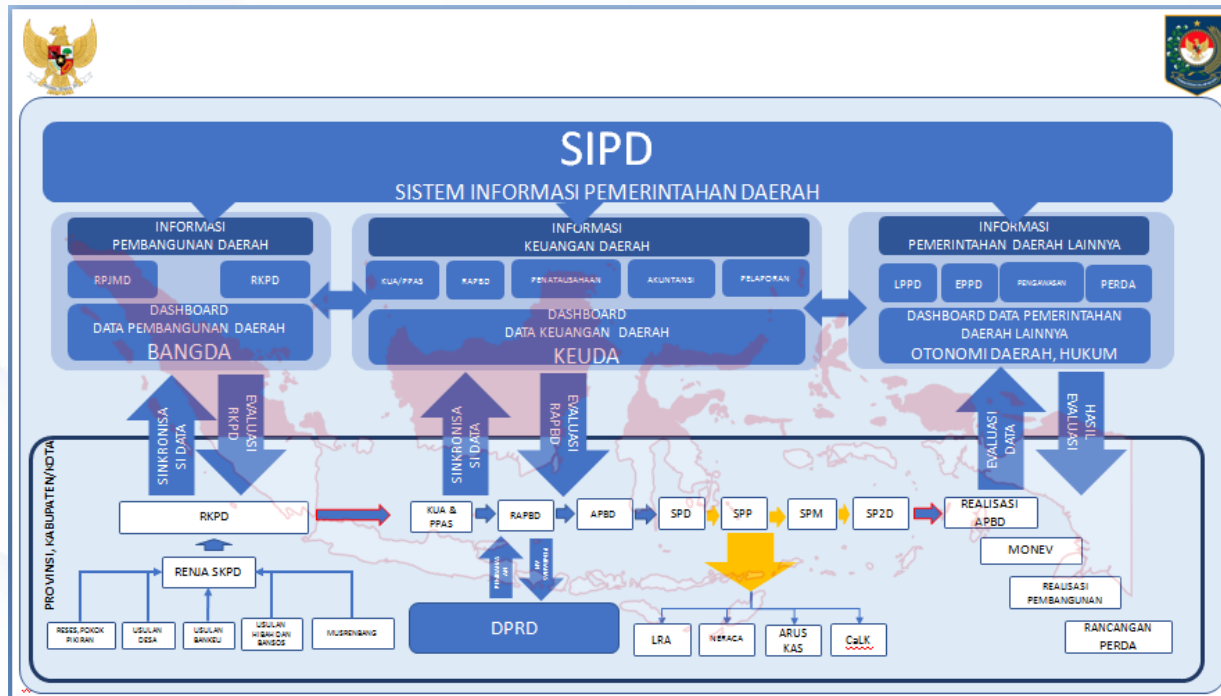 SIPD
SISTEM INFORMASI PEMERINTAHAN DAERAH
INFORMASI
PEMBANGUNAN DAERAH
RPJMD
RKPD
DASHBOARD
DATA PEMBANGUNAN DAERAH
BANGDA
INFORMASI
KEUANGAN DAERAH
KUA/PPAS
RAPBD
PENATAUSAHAAN
AKUNTANSI
PELAPORAN
DASHBOARD
DATA KEUANGAN DAERAH
KEUDA
INFORMASI
PEMERINTAHAN DAERAH LAINNYA
LPPD
EPPD
PENGAWASAN
PERDA
DASHBOARD DATA PEMERINTAHAN
DAERAH LAINNYA
OTONOMI DAERAH, HUKUM
SINKRONISA
SI DATA
EVALUASI
RKPD
SINKRONISA
SI DATA
EVALUASI
RAPBD
EVALUASI
DATA
HASIL
EVALUASI
PROVINSI, KABUPATEN/KOTA
RKPD
KUA &
PPAS
RAPBD
APBD
SPD
SPP
SPM
SP2D
REALISASI
APBD
MONEV
REALISASI
PEMBANGUNAN
RANCANGAN
PERDA
RENJA SKPD
RESES, POKOK
PIKIRAN
USULAN
DESA
USULAN
BANKEU
USULAN
HIBAH DAN
BANSOS
MUSRENBANG
DPRD
LRA
NERACA
ARUS
KAS
CaLK